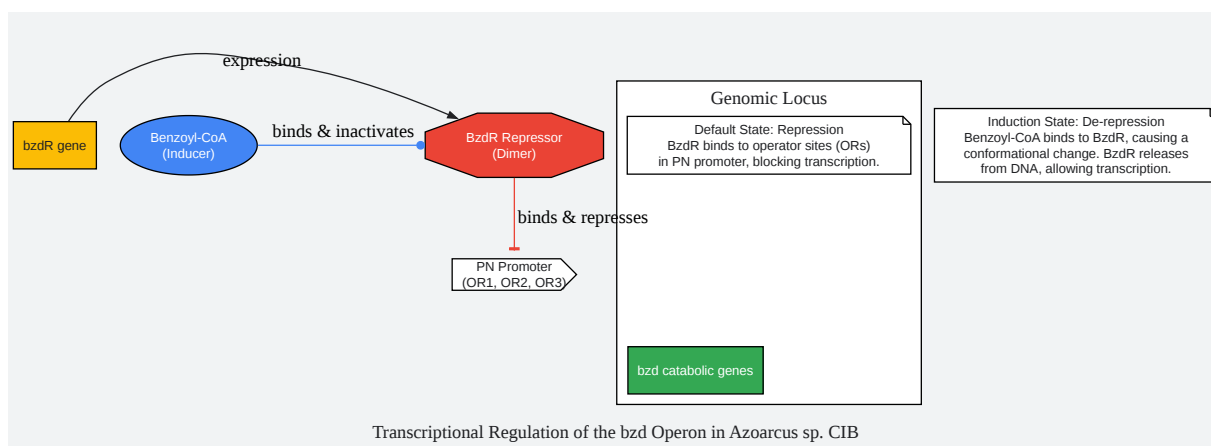 expression
bzdR gene
Benzoyl-CoA
(Inducer)
binds & inactivates
BzdR Repressor
(Dimer)
binds & represses
PN Promoter
(OR1, OR2, OR3)
Genomic Locus
Default State: Repression
BzdR binds to operator sites (ORs)
in PN promoter, blocking transcription.
bzd catabolic genes
Induction State: De-repression
Benzoyl-CoA binds to BzdR, causing a
conformational change. BzdR releases
from DNA, allowing transcription.
Transcriptional Regulation of the bzd Operon in Azoarcus sp. CIB